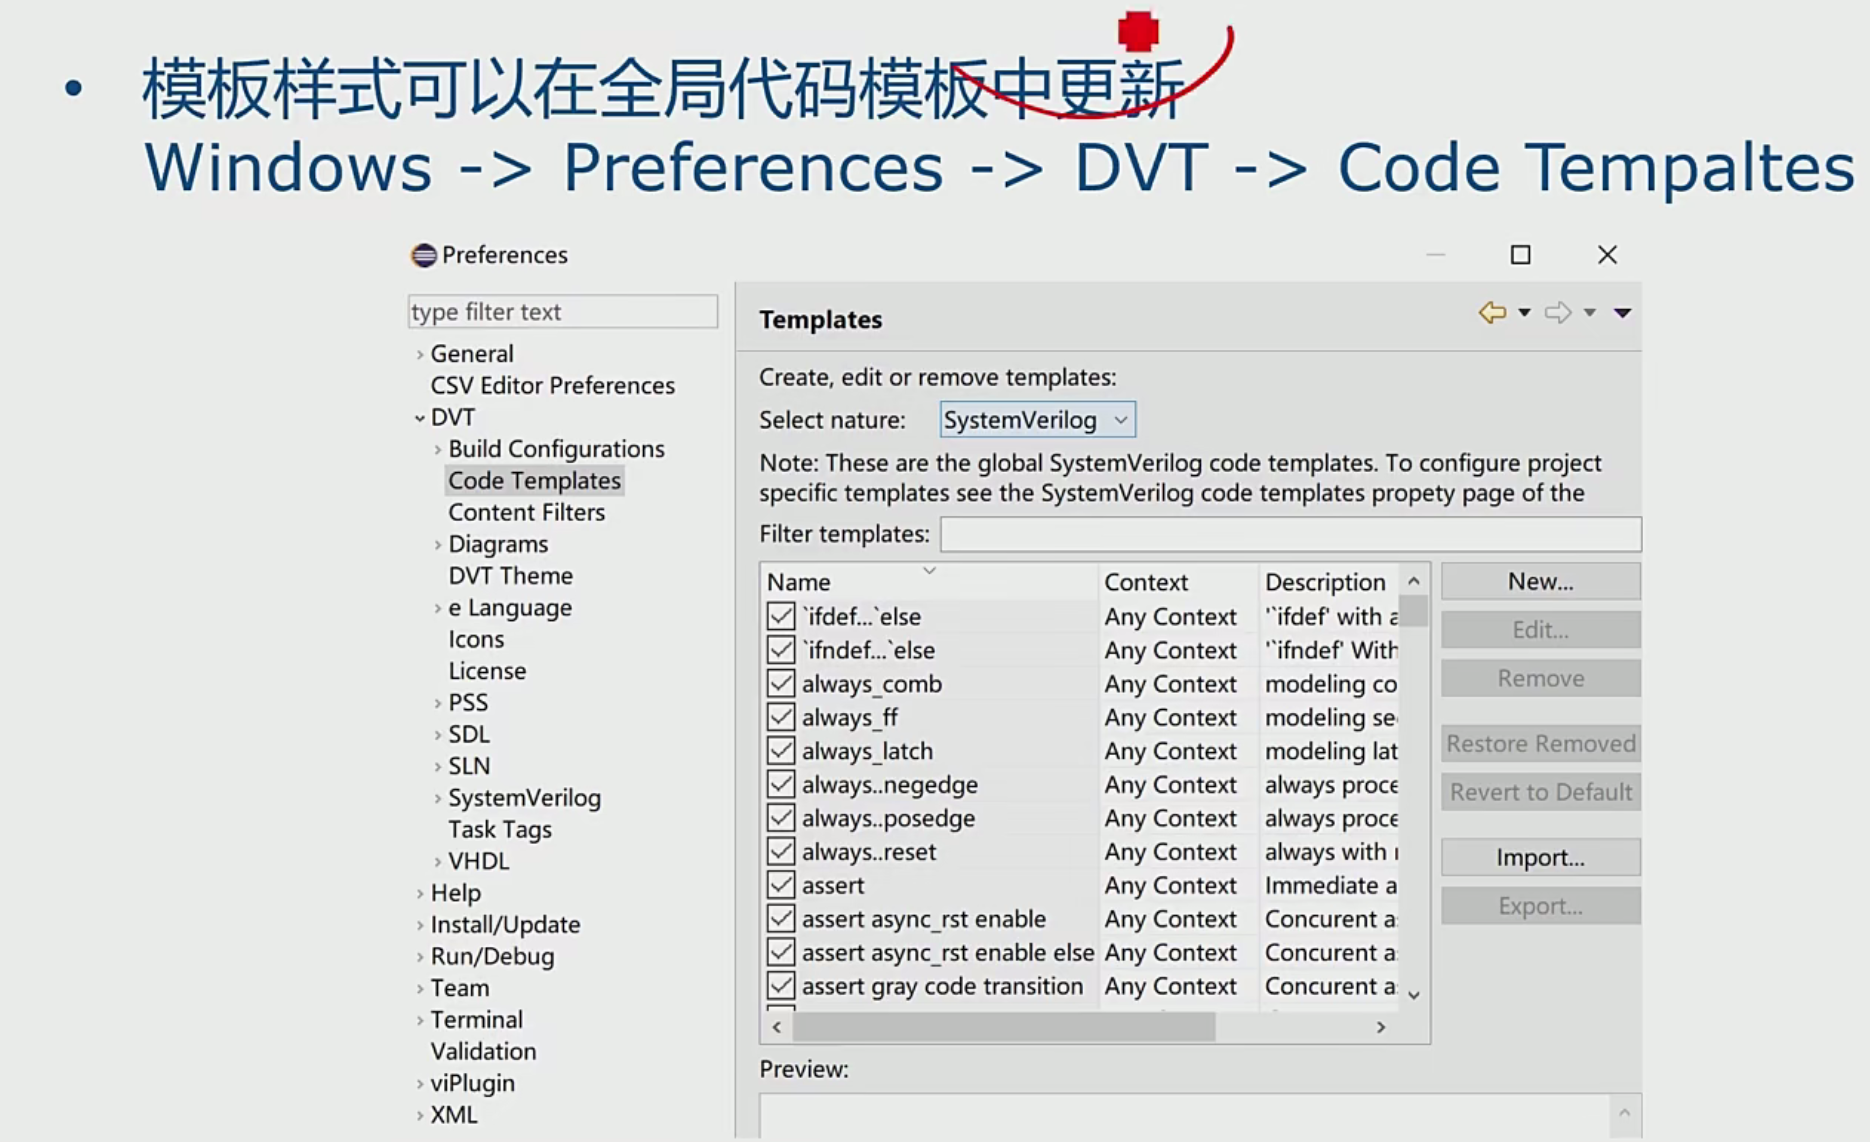 • 模板样式可以在全局代码模板中更新
Windows -> Preferences -> DVT -> Code Tempaltes
Preferences
type filter text
General
CSV Editor Preferences
DVT
Build Configurations
Code Templates
Content Filters
Diagrams
DVT Theme
e Language
Icons
License
PSS
SDL
SLN
SystemVerilog
Task Tags
VHDL
Help
Install/Update
Run/Debug
Team
Terminal
Validation
viPlugin
XML
Templates
Create, edit or remove templates:
Select nature: SystemVerilog
Note: These are the global SystemVerilog code templates. To configure project
specific templates see the SystemVerilog code templates propety page of the
Filter templates:
Name Context Description
`ifdef...`else Any Context '`ifdef' with a
`ifndef...`else Any Context '`ifndef' With
always_comb Any Context modeling co
always_ff Any Context modeling se
always_latch Any Context modeling lat
always..negedge Any Context always proce
always..posedge Any Context always proce
always..reset Any Context always with
assert Any Context Immediate a
assert async_rst enable Any Context Concurent a
assert async_rst enable else Any Context Concurent a
assert gray code transition Any Context Concurent a
New...
Edit...
Remove
Restore Removed
Revert to Default
Import...
Export...
Preview: